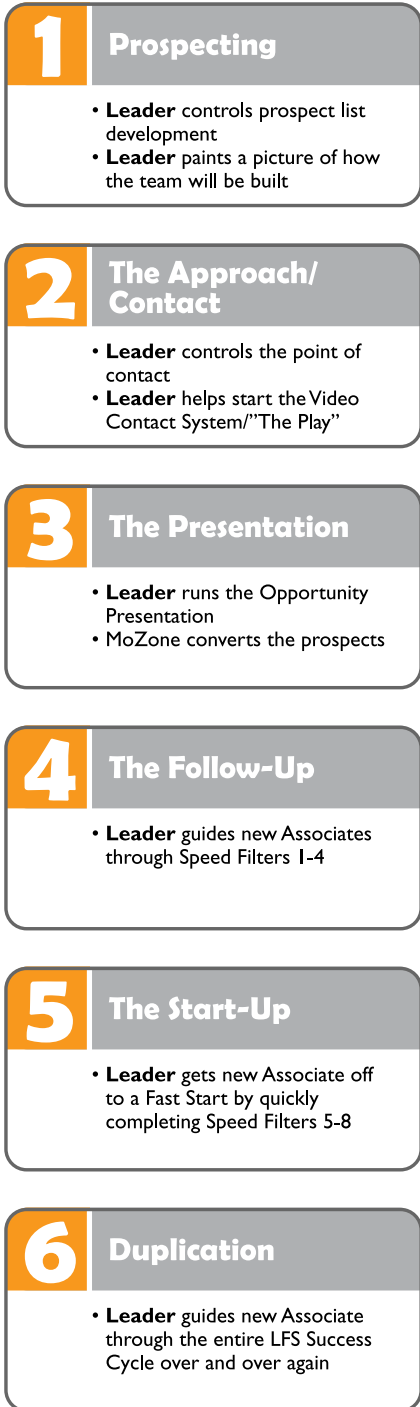 1
Prospecting
• Leader controls prospect list
development
• Leader paints a picture of how
the team will be built
2
The Approach/
Contact
• Leader controls the point of
contact
• Leader helps start the Video
Contact System/”The Play”
3
The Presentation
• Leader runs the Opportunity
Presentation
• MoZone converts the prospects
4
The Follow-Up
• Leader guides new Associates
through Speed Filters 1-4
5
The Start-Up
• Leader gets new Associate off
to a Fast Start by quickly
completing Speed Filters 5-8
6
Duplication
• Leader guides new Associate
through the entire LFS Success
Cycle over and over again